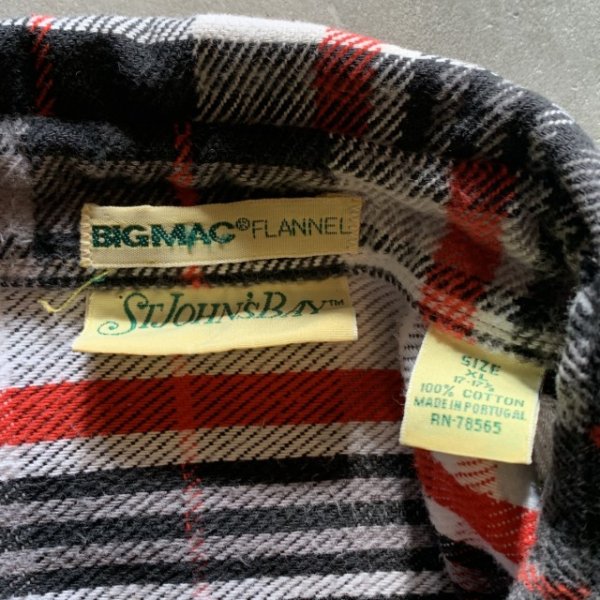 BIGMAC® FLANNEL
ST. JOHN'S BAY™
SIZE
XL
17-17½
100% COTTON
MADE IN PORTUGAL
RN-78565